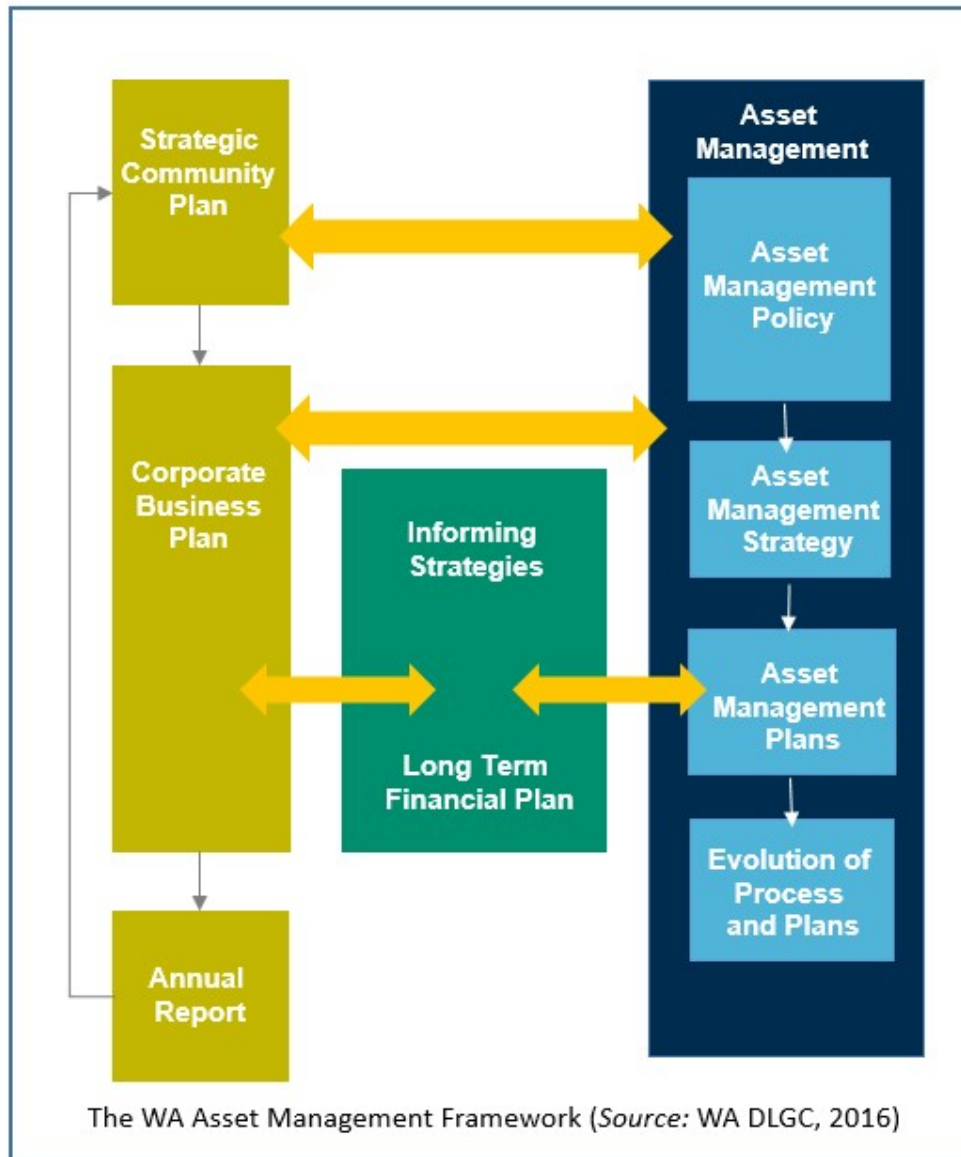 Strategic
Community
Plan
Corporate
Business
Plan
Annual
Report
Informing
Strategies
Long Term
Financial Plan
Asset
Management
Asset
Management
Policy
Asset
Management
Strategy
Asset
Management
Plans
Evolution of
Process
and Plans
The WA Asset Management Framework (Source: WA DLGC, 2016)